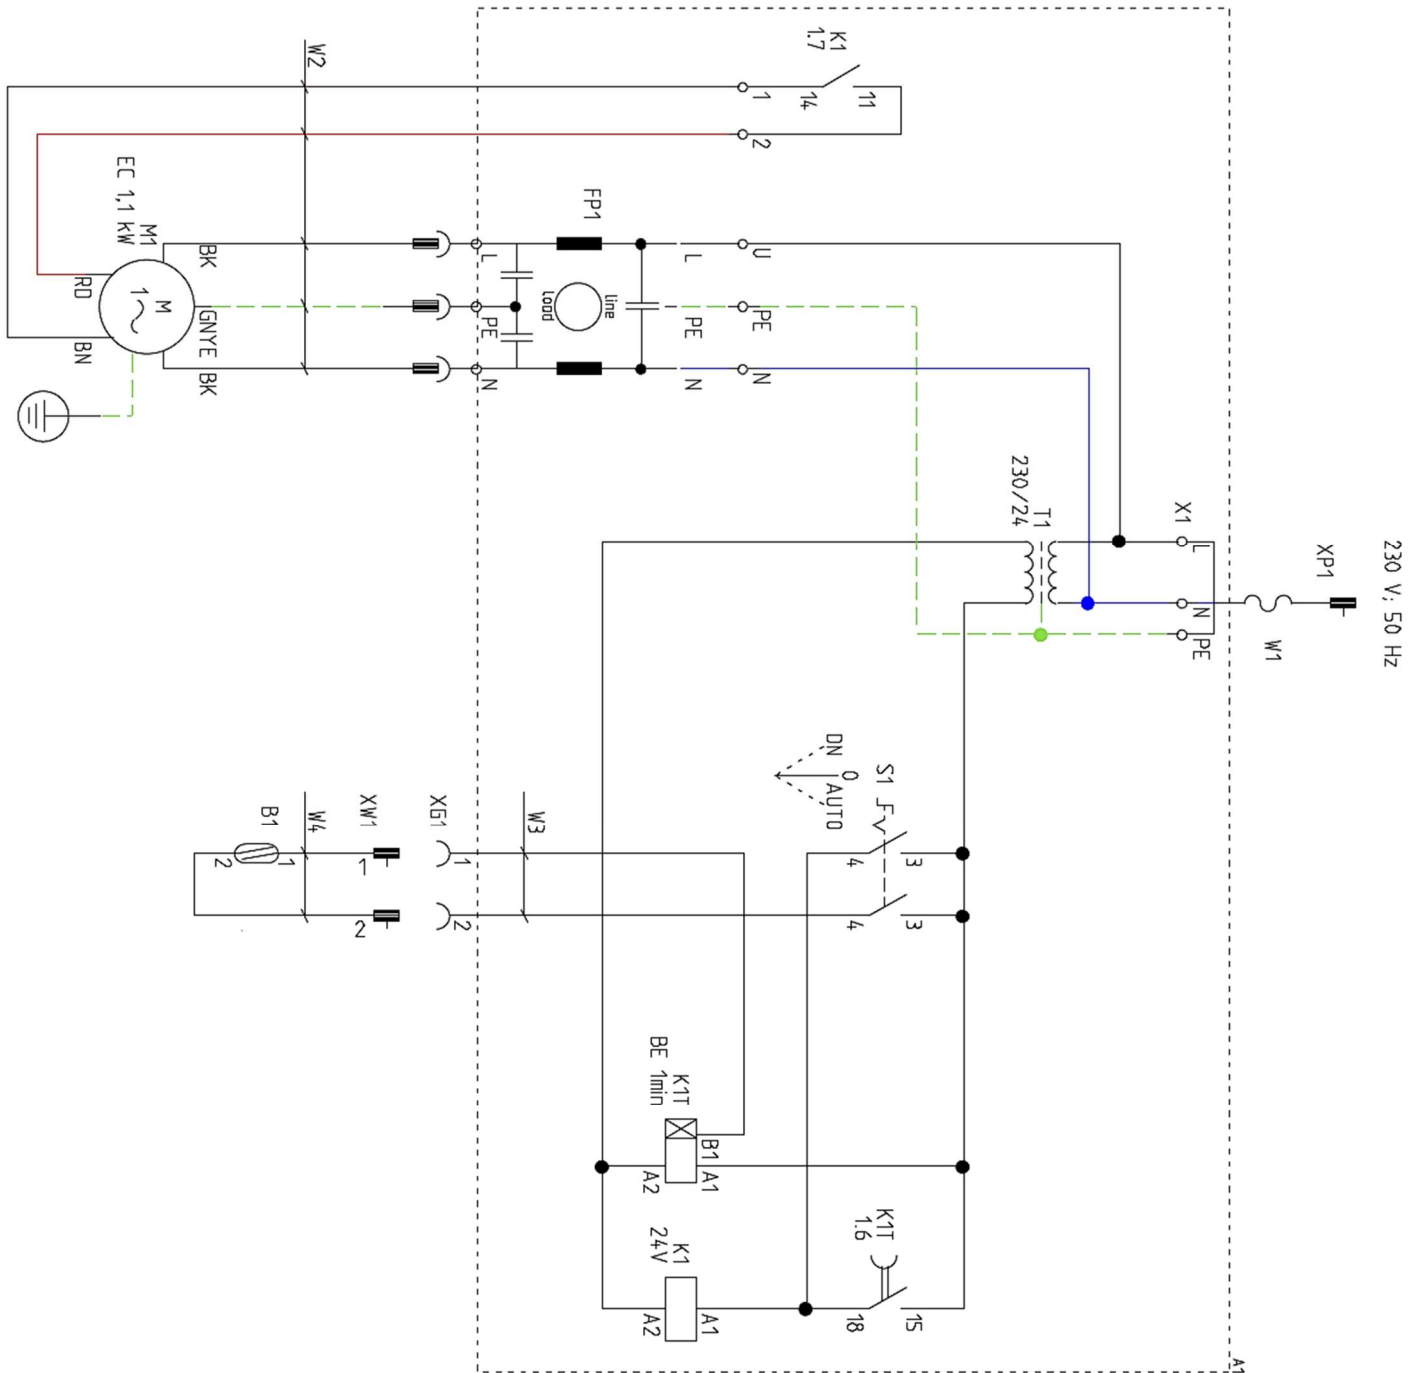 230 V; 50 Hz
XP1
W1
A1
X1
L
N
PE
T1
230/24
K1
1.7
11
14
1
2
W2
U
PE
N
L
PE
N
FP1
line
Load
L
PE
N
M1
EC 1,1 kW
M
1
BK
GNYE
BK
RD
BN
S1
ON
0
AUTO
3
4
3
4
W3
XG1
1
2
XW1
1
2
W4
B1
1
2
K1T
BE 1min
B1
A1
A2
K1T
1.6
15
18
K1
24V
A1
A2